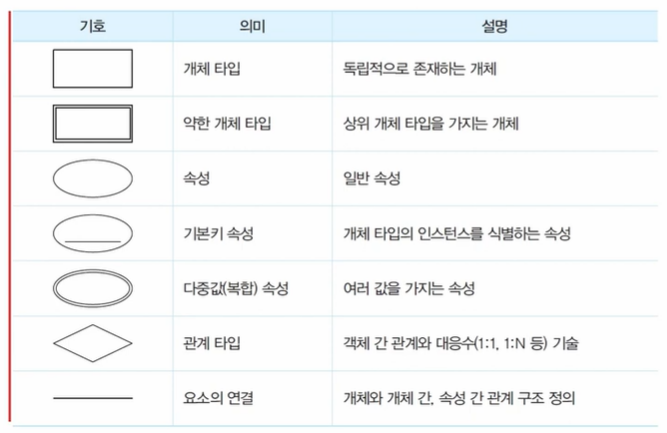 기호 의미 설명
개체 타입 독립적으로 존재하는 개체
약한 개체 타입 상위 개체 타입을 가지는 개체
속성 일반 속성
기본키 속성 개체 타입의 인스턴스를 식별하는 속성
다중값(복합) 속성 여러 값을 가지는 속성
관계 타입 객체 간 관계와 대응수(1:1, 1:N 등) 기술
요소의 연결 개체와 개체 간, 속성 간 관계 구조 정의